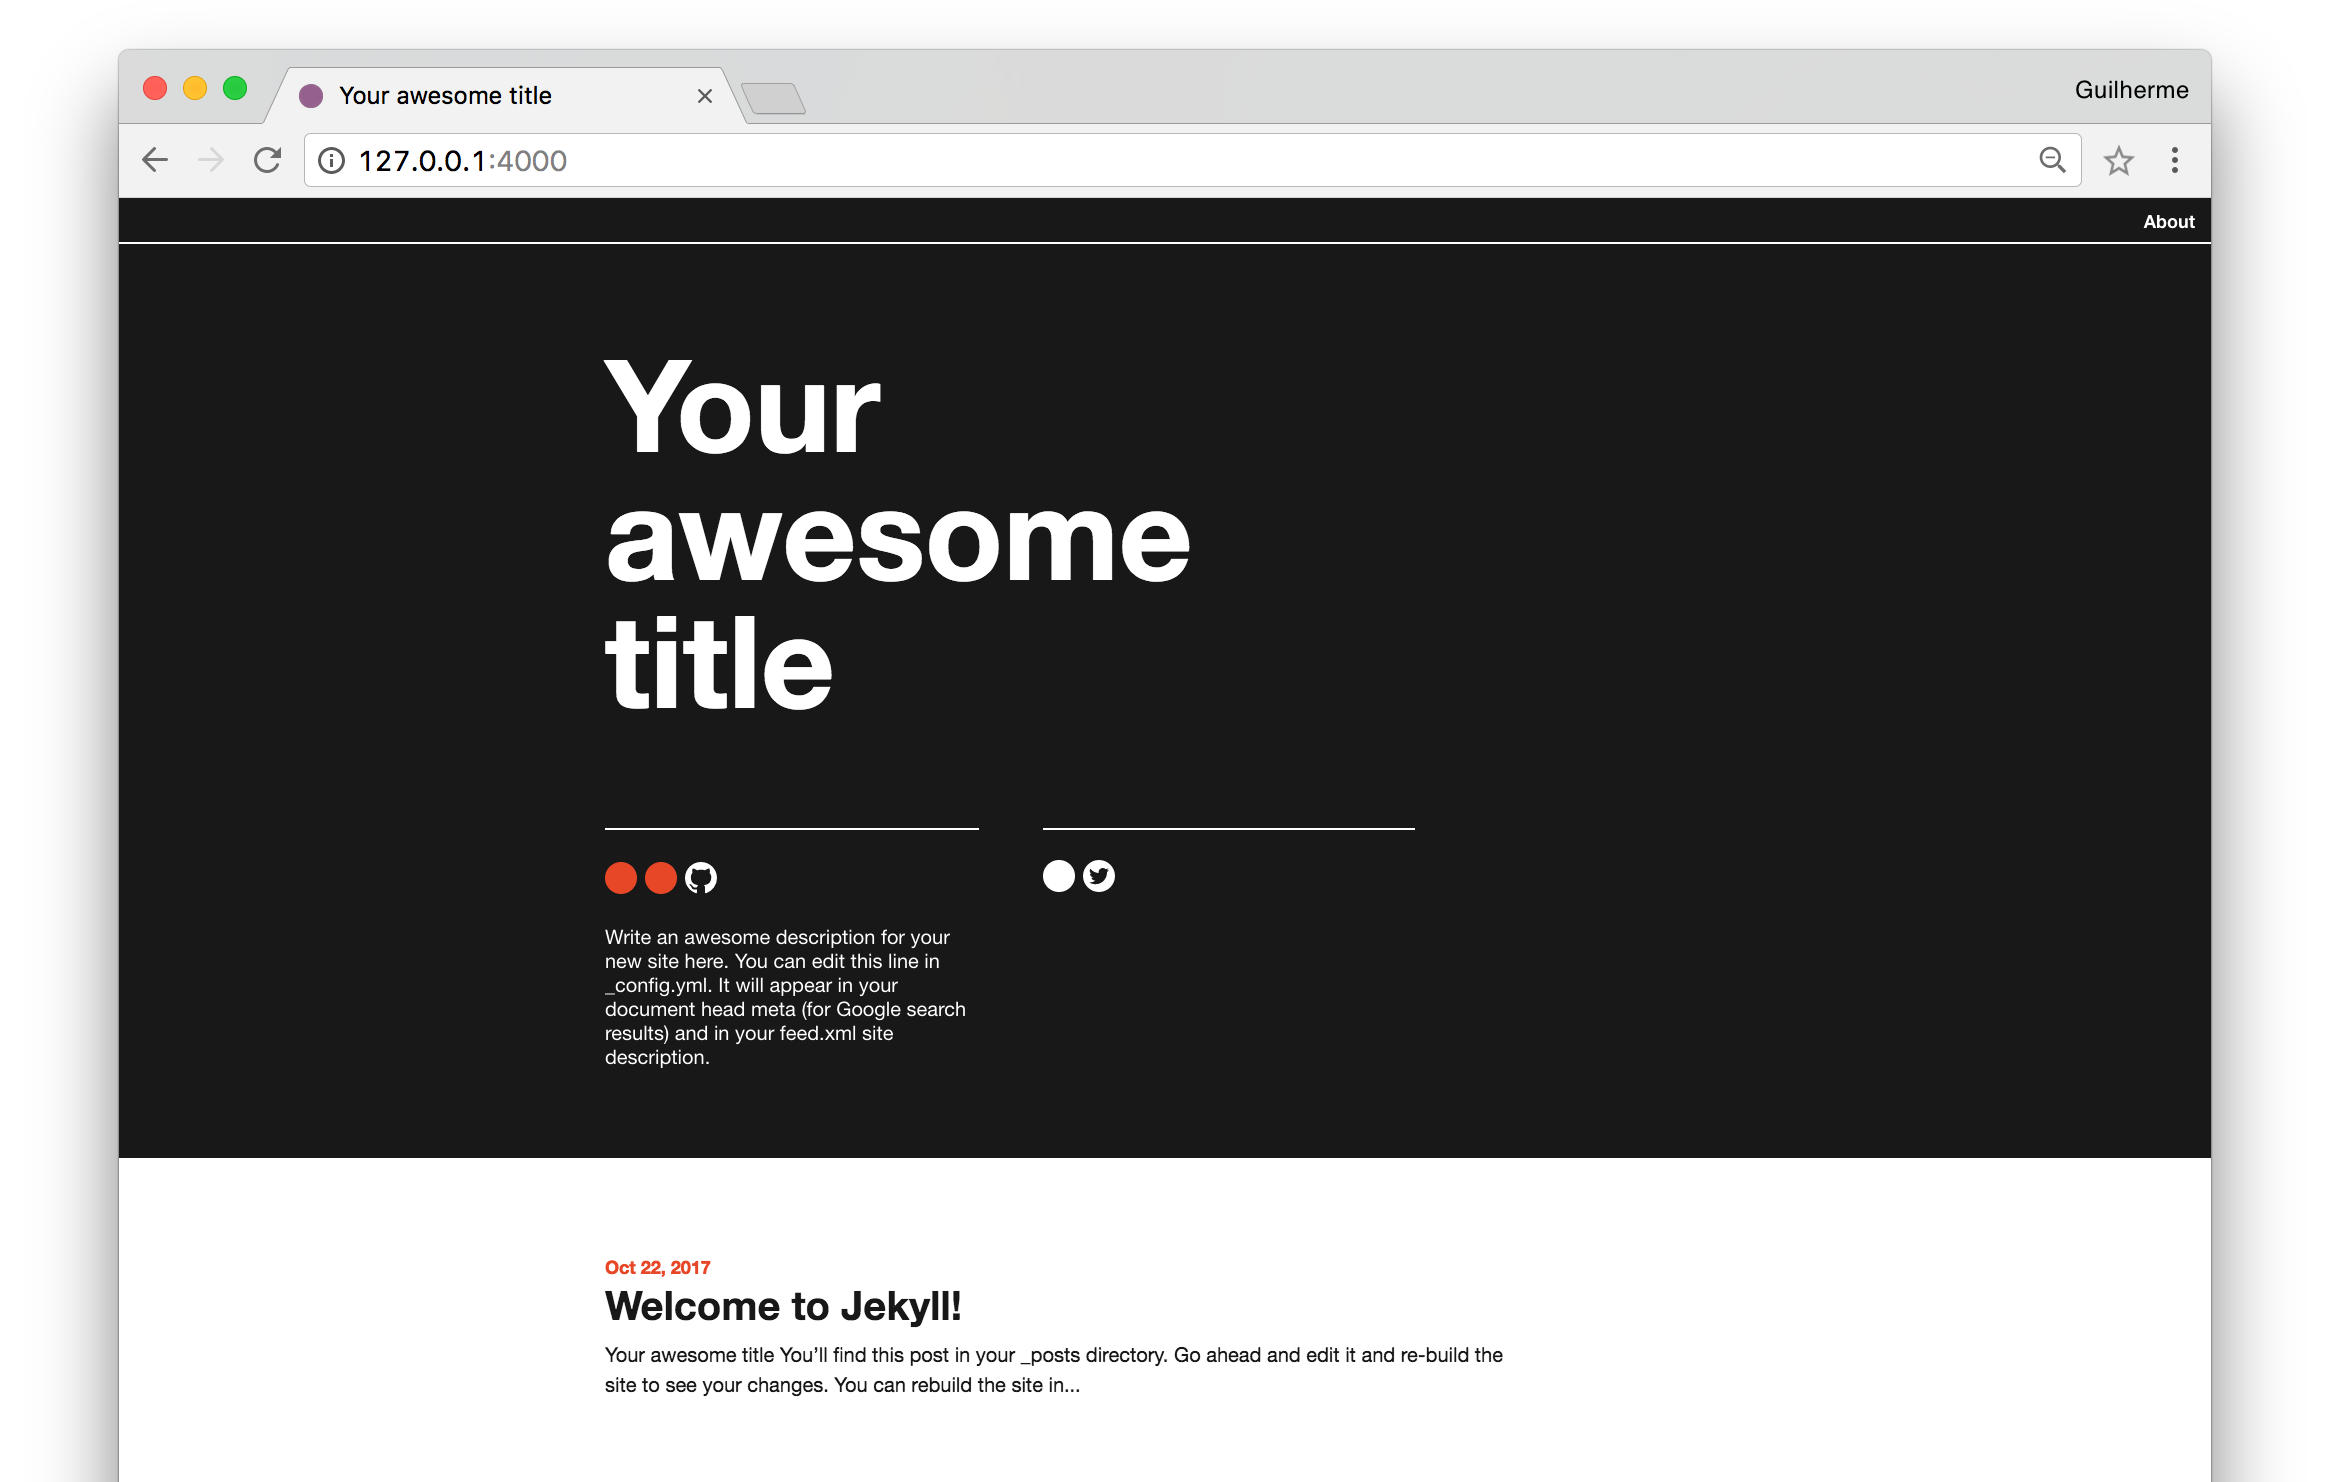 Your awesome title
Guilherme
127.0.0.1:4000
About
Your
awesome
title
Write an awesome description for your
new site here. You can edit this line in
_config.yml. It will appear in your
document head meta (for Google search
results) and in your feed.xml site
description.
Oct 22, 2017
Welcome to Jekyll!
Your awesome title You’ll find this post in your _posts directory. Go ahead and edit it and re-build the
site to see your changes. You can rebuild the site in...